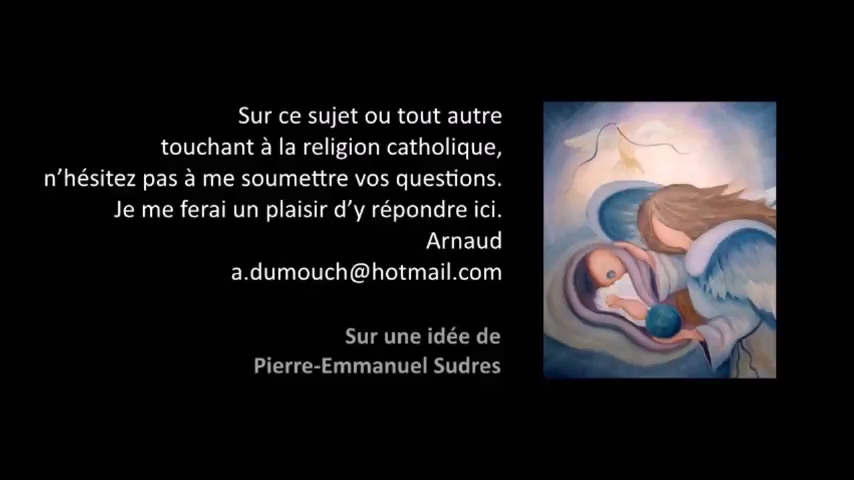 Sur ce sujet ou tout autre
touchant à la religion catholique,
n’hésitez pas à me soumettre vos questions.
Je me ferai un plaisir d’y répondre ici.
Arnaud
a.dumouch@hotmail.com
Sur une idée de
Pierre-Emmanuel Sudres